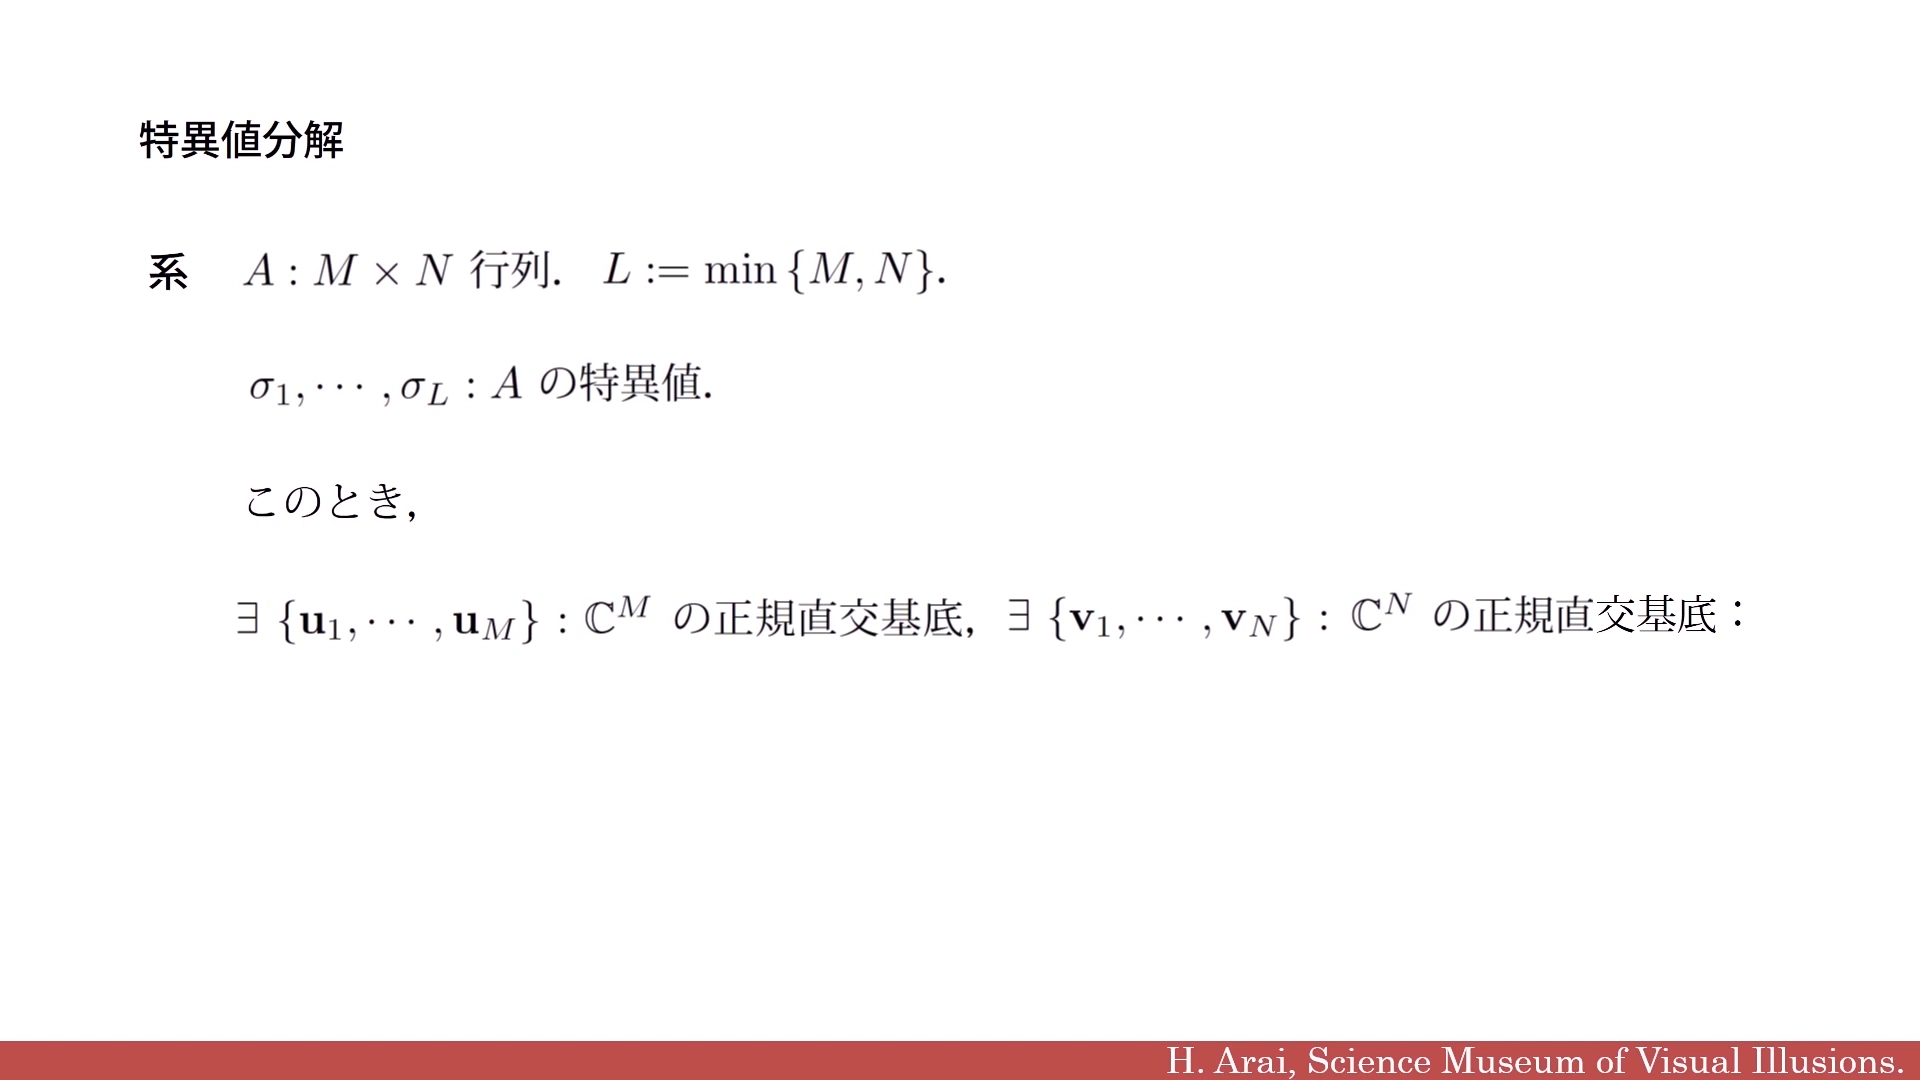 特異値分解
系 A : M × N 行列. L := min {M, N}.
σ₁, ⋯ , σ_L : A の特異値.
このとき,
∃ {u₁, ⋯ , u_M} : ℂ^M の正規直交基底, ∃ {v₁, ⋯ , v_N} : ℂ^N の正規直交基底：
H. Arai, Science Museum of Visual Illusions.